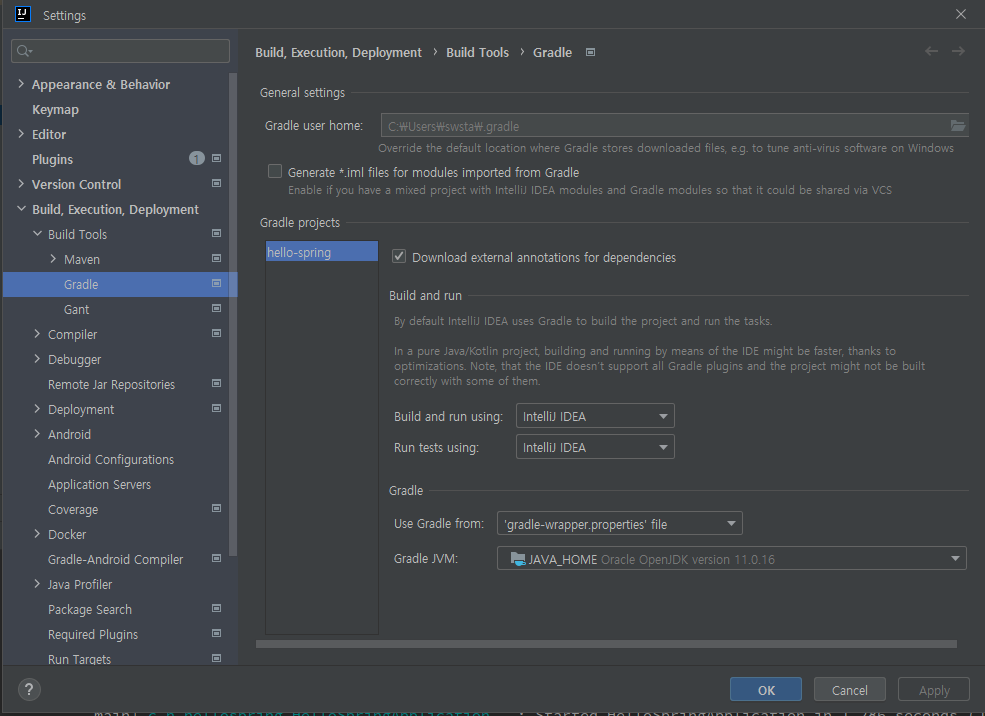 Settings
Build, Execution, Deployment › Build Tools › Gradle
Appearance & Behavior
Keymap
Editor
Plugins 1
Version Control
Build, Execution, Deployment
Build Tools
Maven
Gradle
Gant
Compiler
Debugger
Remote Jar Repositories
Deployment
Android
Android Configurations
Application Servers
Coverage
Docker
Gradle-Android Compiler
Java Profiler
Package Search
Required Plugins
Run Targets
General settings
Gradle user home: C:₩Users₩swsta₩.gradle
Override the default location where Gradle stores downloaded files, e.g. to tune anti-virus software on Windows
Generate *.iml files for modules imported from Gradle
Enable if you have a mixed project with IntelliJ IDEA modules and Gradle modules so that it could be shared via VCS
Gradle projects
hello-spring
Download external annotations for dependencies
Build and run
By default IntelliJ IDEA uses Gradle to build the project and run the tasks.
In a pure Java/Kotlin project, building and running by means of the IDE might be faster, thanks to
optimizations. Note, that the IDE doesn't support all Gradle plugins and the project might not be built
correctly with some of them.
Build and run using: IntelliJ IDEA
Run tests using: IntelliJ IDEA
Gradle
Use Gradle from: 'gradle-wrapper.properties' file
Gradle JVM: JAVA_HOME Oracle OpenJDK version 11.0.16
?
OK
Cancel
Apply